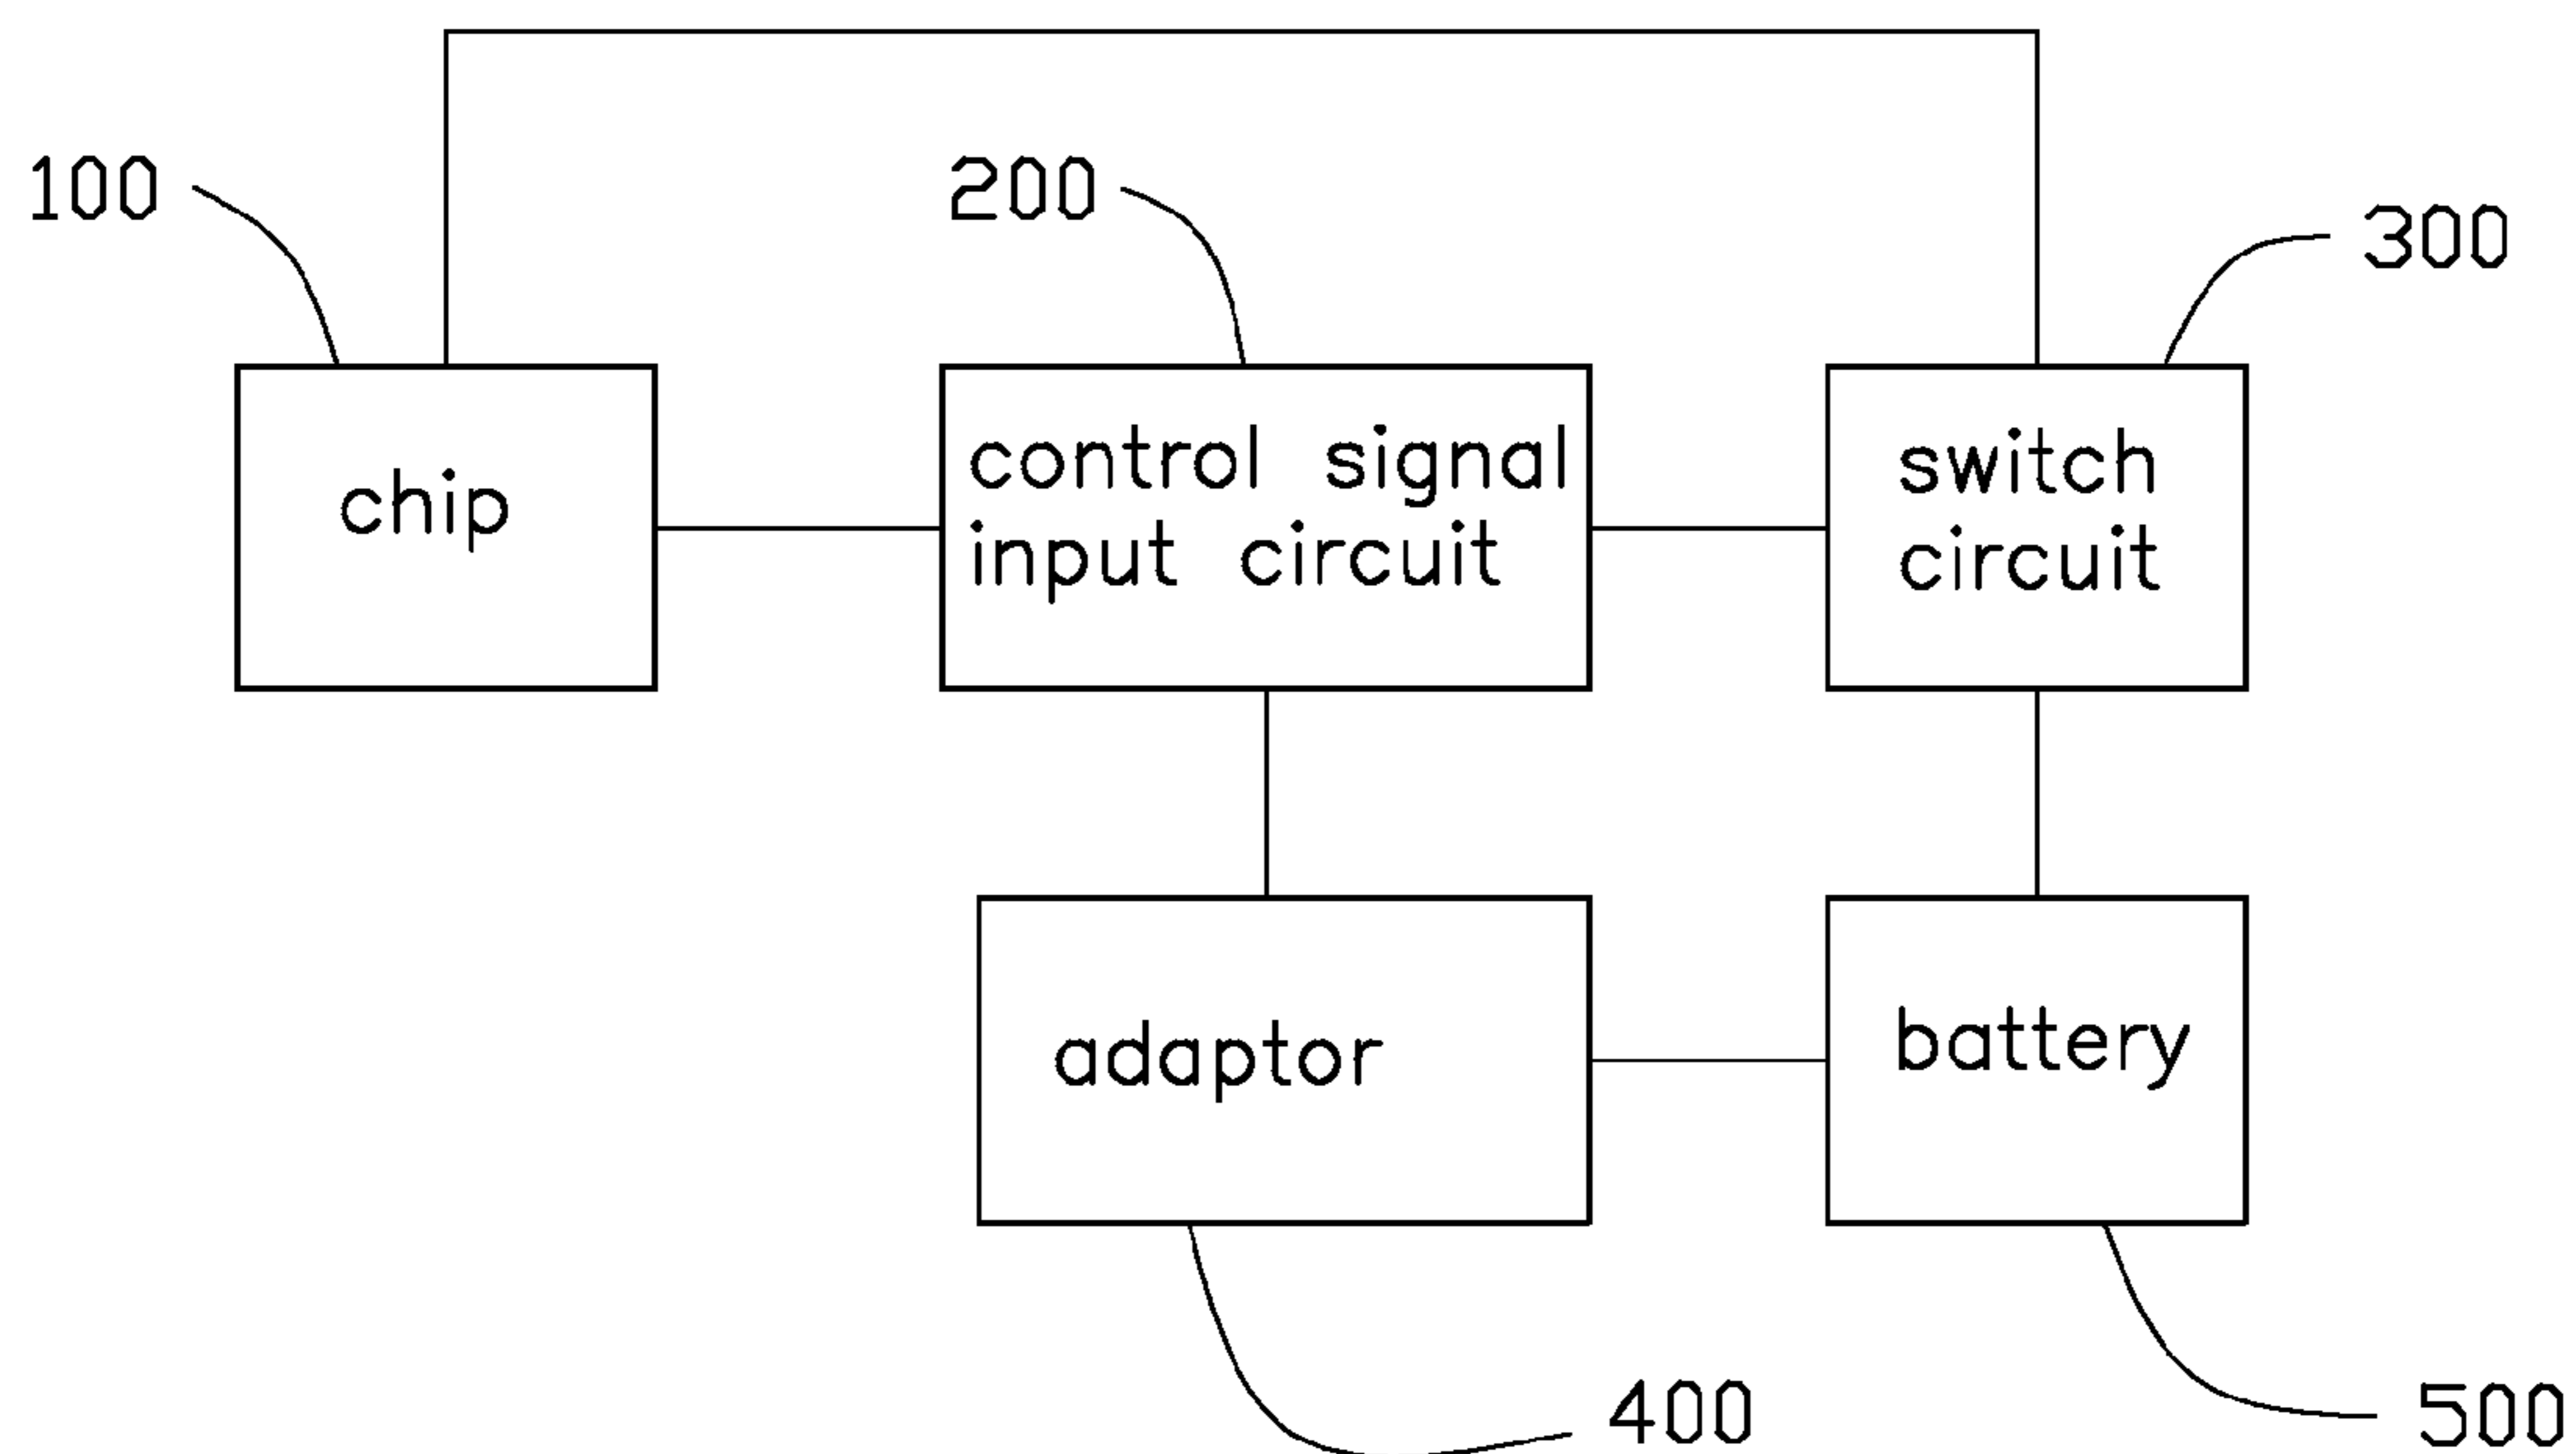 100
200
300
chip
control signal
input circuit
switch
circuit
adaptor
battery
400
500